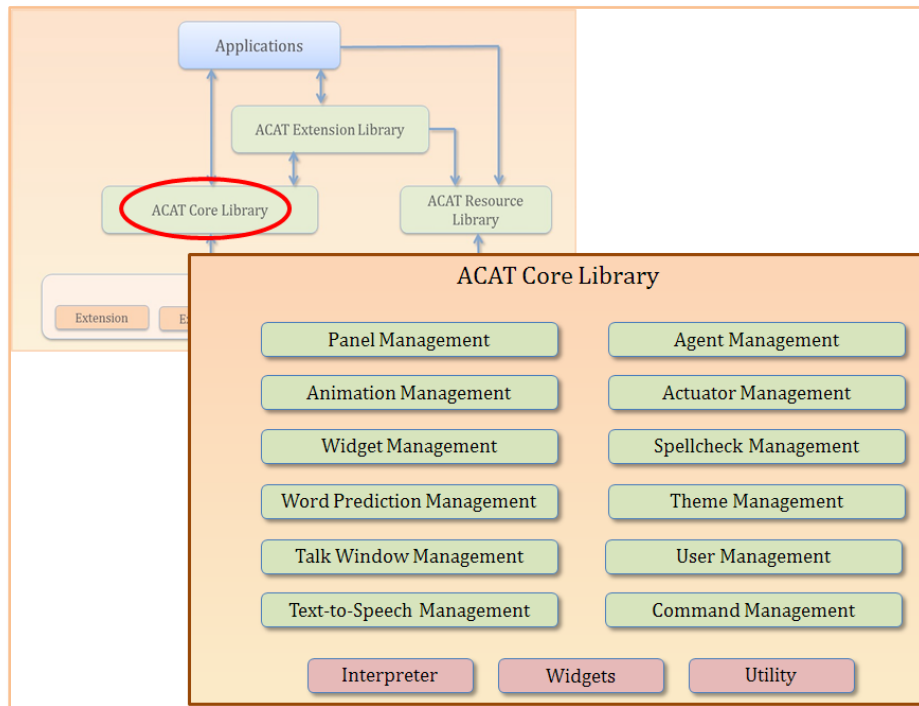 Applications
ACAT Extension Library
ACAT Core Library
ACAT Resource
Library
Extension
ACAT Core Library
Panel Management
Agent Management
Animation Management
Actuator Management
Widget Management
Spellcheck Management
Word Prediction Management
Theme Management
Talk Window Management
User Management
Text-to-Speech Management
Command Management
Interpreter
Widgets
Utility